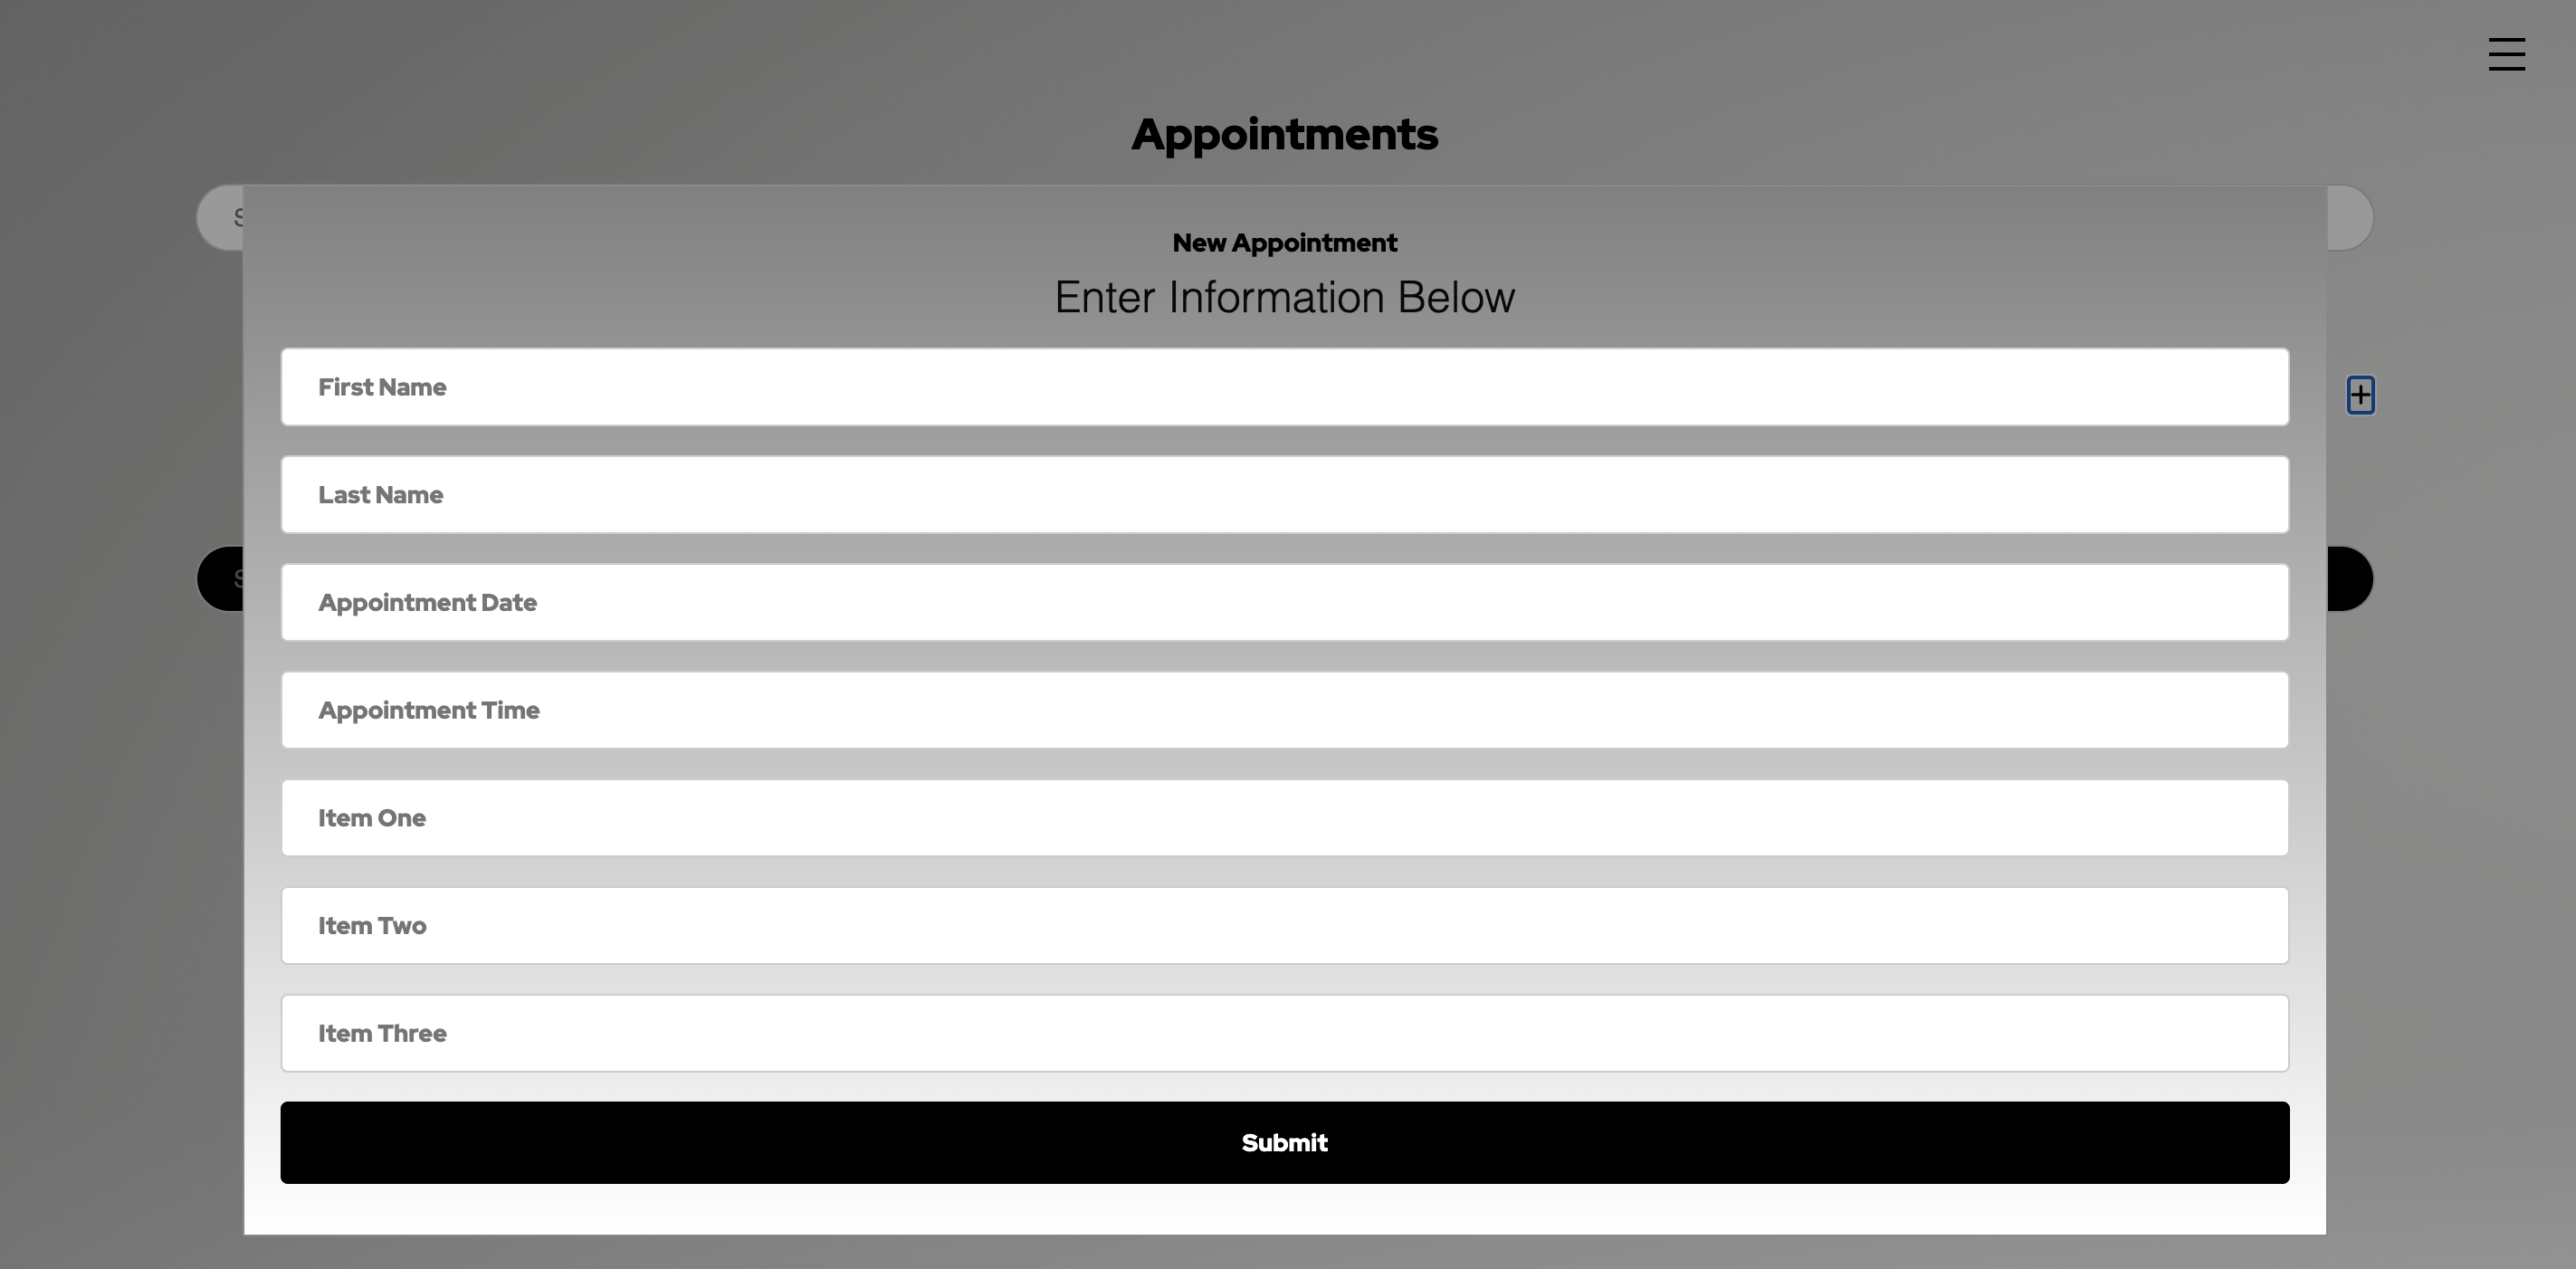 Appointments
New Appointment
Enter Information Below
First Name
Last Name
Appointment Date
Appointment Time
Item One
Item Two
Item Three
Submit